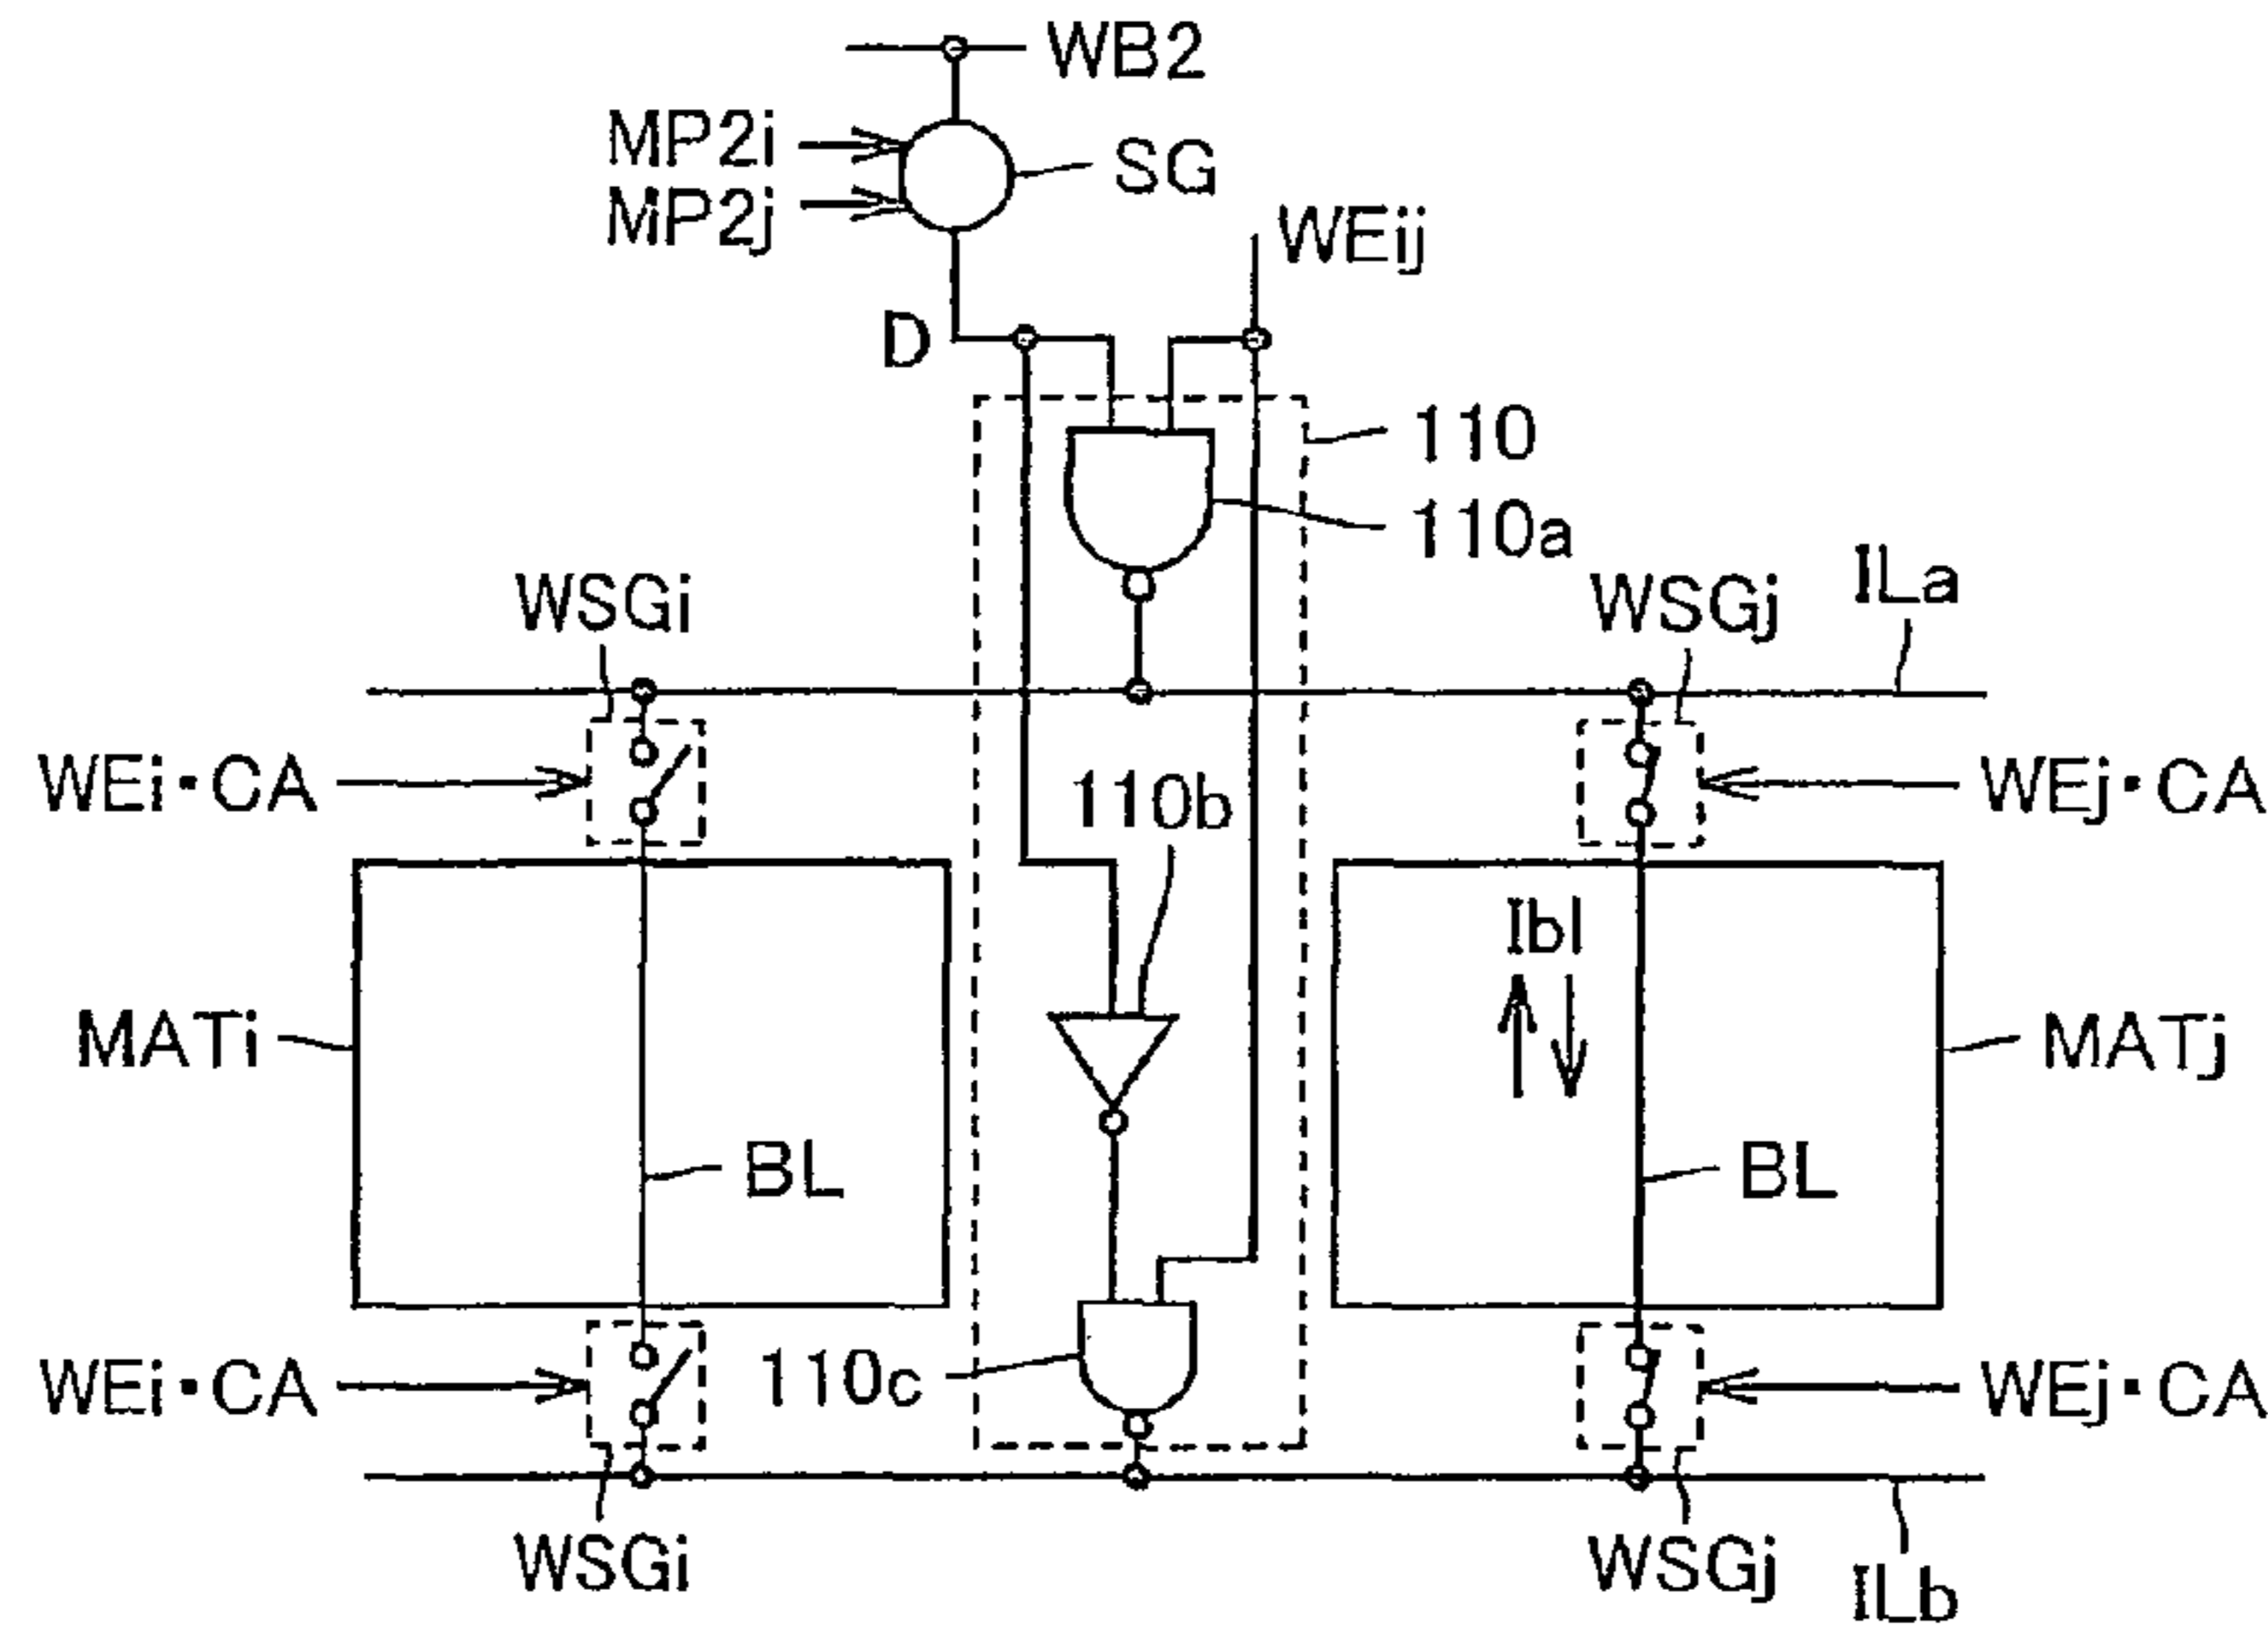 WB2
MP2i
SG
MP2j
WEij
D
110
110a
WSGi
WSGj
ILa
WEi・CA
110b
WEj・CA
Ibl
MATi
MATj
BL
BL
WEi・CA
110c
WEj・CA
WSGi
WSGj
ILb